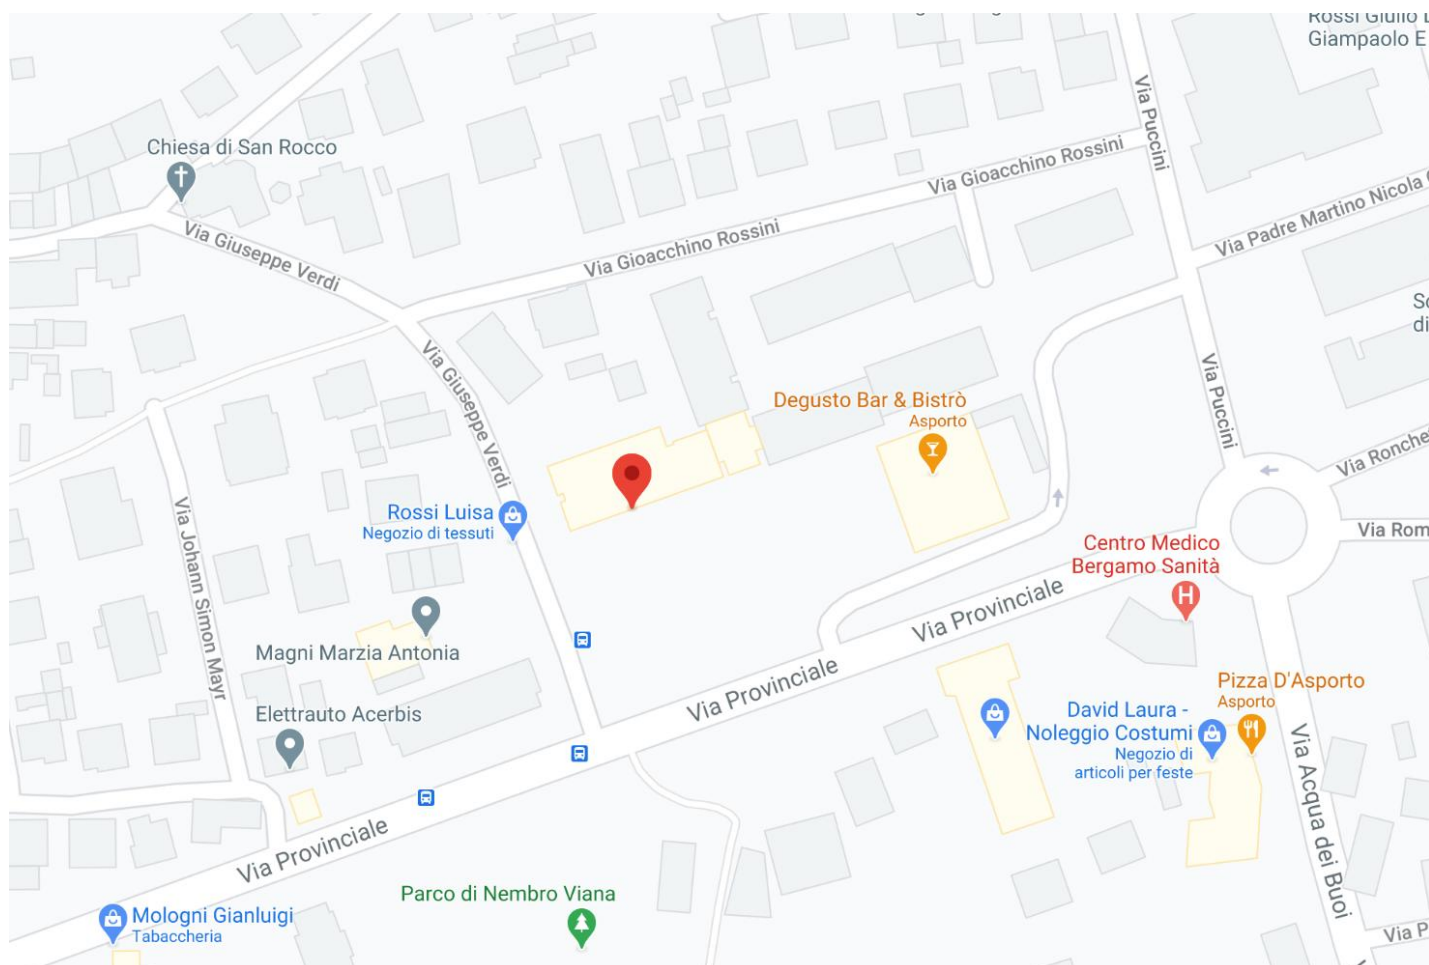 Rossi Giulio
Giampaolo E
Via Puccini
Chiesa di San Rocco
Via Gioacchino Rossini
Via Padre Martino Nicola
Via Giuseppe Verdi
Via Gioacchino Rossini
Via Giuseppe Verdi
Via Puccini
Degusto Bar & Bistrò
Asporto
Rossi Luisa
Negozio di tessuti
Via Johann Simon Mayr
Via Provinciale
Centro Medico
Bergamo Sanità
H
Magni Marzia Antonia
Via Provinciale
Elettrauto Acerbis
David Laura -
Noleggio Costumi
Negozio di
articoli per feste
Pizza D'Asporto
Asporto
Via Acqua dei Buoi
Via Provinciale
Parco di Nembro Viana
Mologni Gianluigi
Tabaccheria
Via Ronche
Via Rom
Via P
di